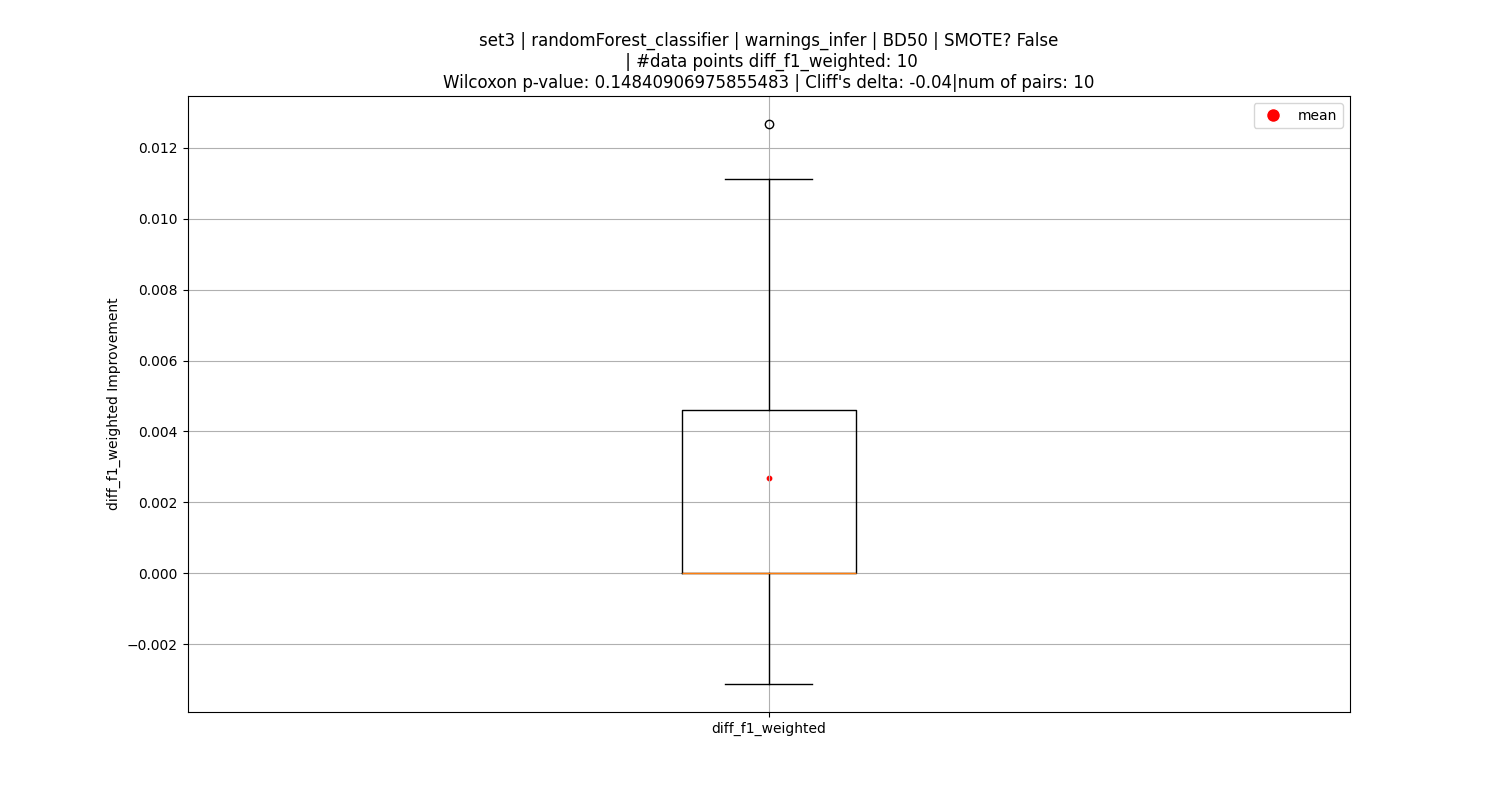 set3 | randomForest_classifier | warnings_infer | BD50 | SMOTE? False
| #data points diff_f1_weighted: 10
Wilcoxon p-value: 0.14840906975855483 | Cliff's delta: -0.04|num of pairs: 10
mean
0.012
0.010
0.008
0.006
0.004
0.002
0.000
−0.002
diff_f1_weighted Improvement
diff_f1_weighted